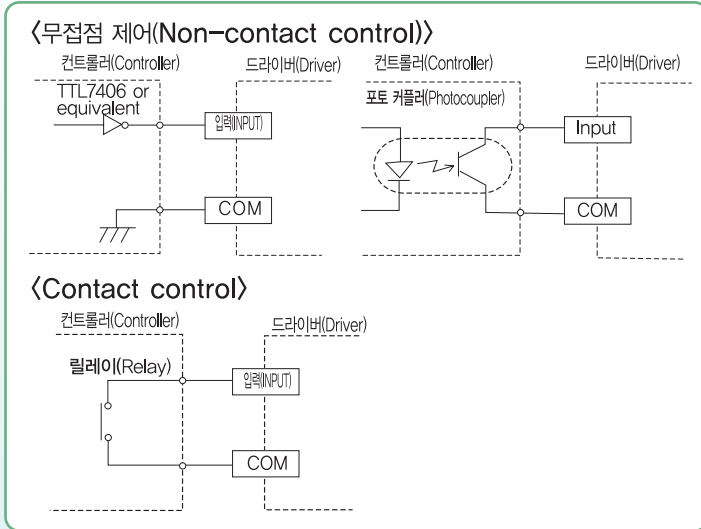 〈무접점 제어(Non-contact control)〉
컨트롤러(Controller)
드라이버(Driver)
TTL7406 or
equivalent
입력(INPUT)
COM
컨트롤러(Controller)
드라이버(Driver)
포토 커플러(Photocoupler)
Input
COM
〈Contact control〉
컨트롤러(Controller)
드라이버(Driver)
릴레이(Relay)
입력(INPUT)
COM